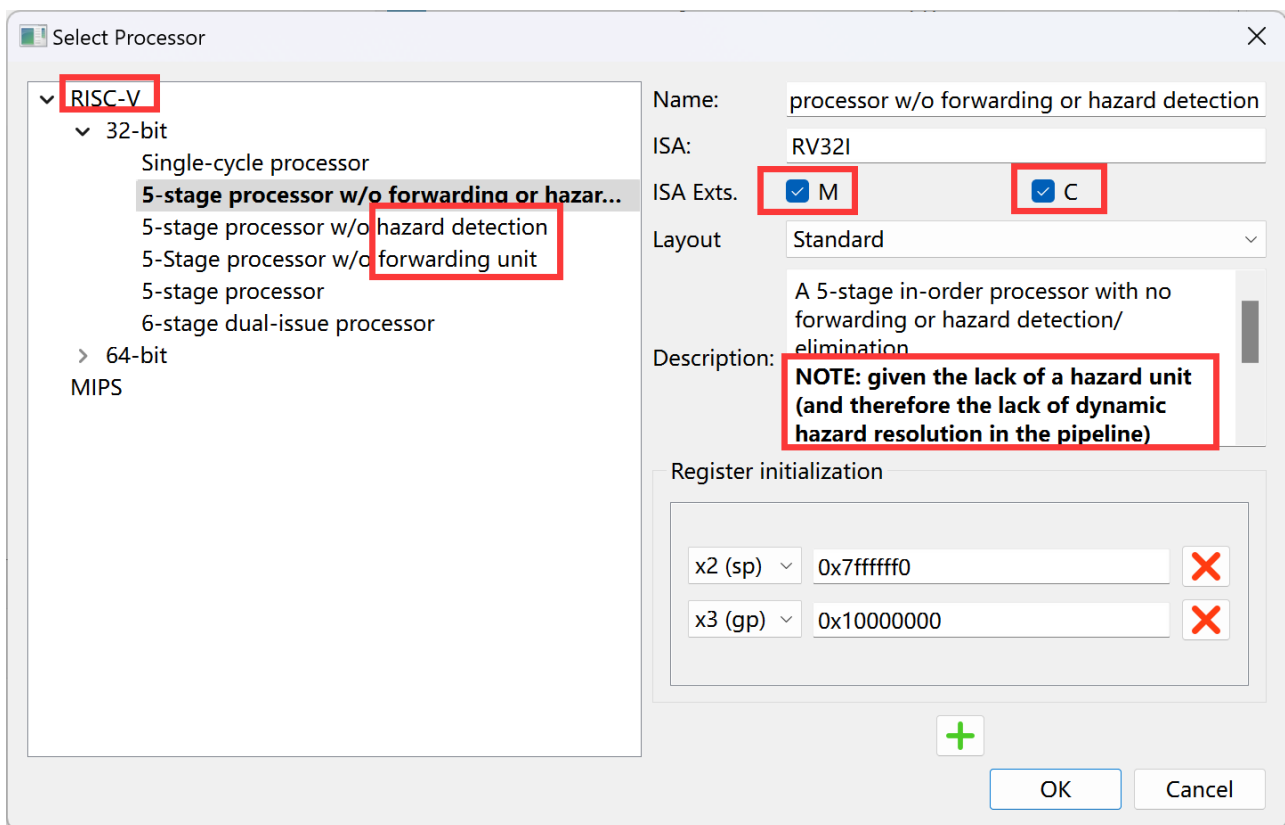 Select Processor
RISC-V
32-bit
Single-cycle processor
5-stage processor w/o forwarding or hazar...
5-stage processor w/o hazard detection
5-Stage processor w/o forwarding unit
5-stage processor
6-stage dual-issue processor
64-bit
MIPS
Name: processor w/o forwarding or hazard detection
ISA: RV32I
ISA Exts. M C
Layout Standard
Description:
A 5-stage in-order processor with no
forwarding or hazard detection/
elimination
NOTE: given the lack of a hazard unit
(and therefore the lack of dynamic
hazard resolution in the pipeline)
Register initialization
x2 (sp) 0x7ffffff0
x3 (gp) 0x10000000
OK Cancel